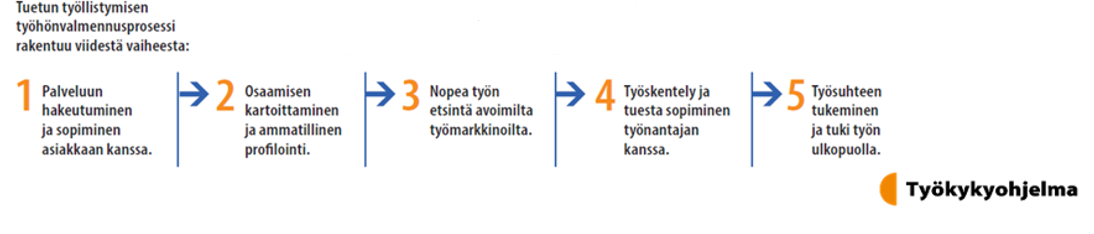 Tuetun työllistymisen
työhönvalmennusprosessi
rakentuu viidestä vaiheesta:
1 Palveluun
hakeutuminen
ja sopiminen
asiakkaan kanssa.
2 Osaamisen
kartoittaminen
ja ammatillinen
profilointi.
3 Nopea työn
etsintä avoimilta
työmarkkinoilta.
4 Työskentely ja
tuesta sopiminen
työnantajan
kanssa.
5 Työsuhteen
tukeminen
ja tuki työn
ulkopuolla.
Työkykyohjelma